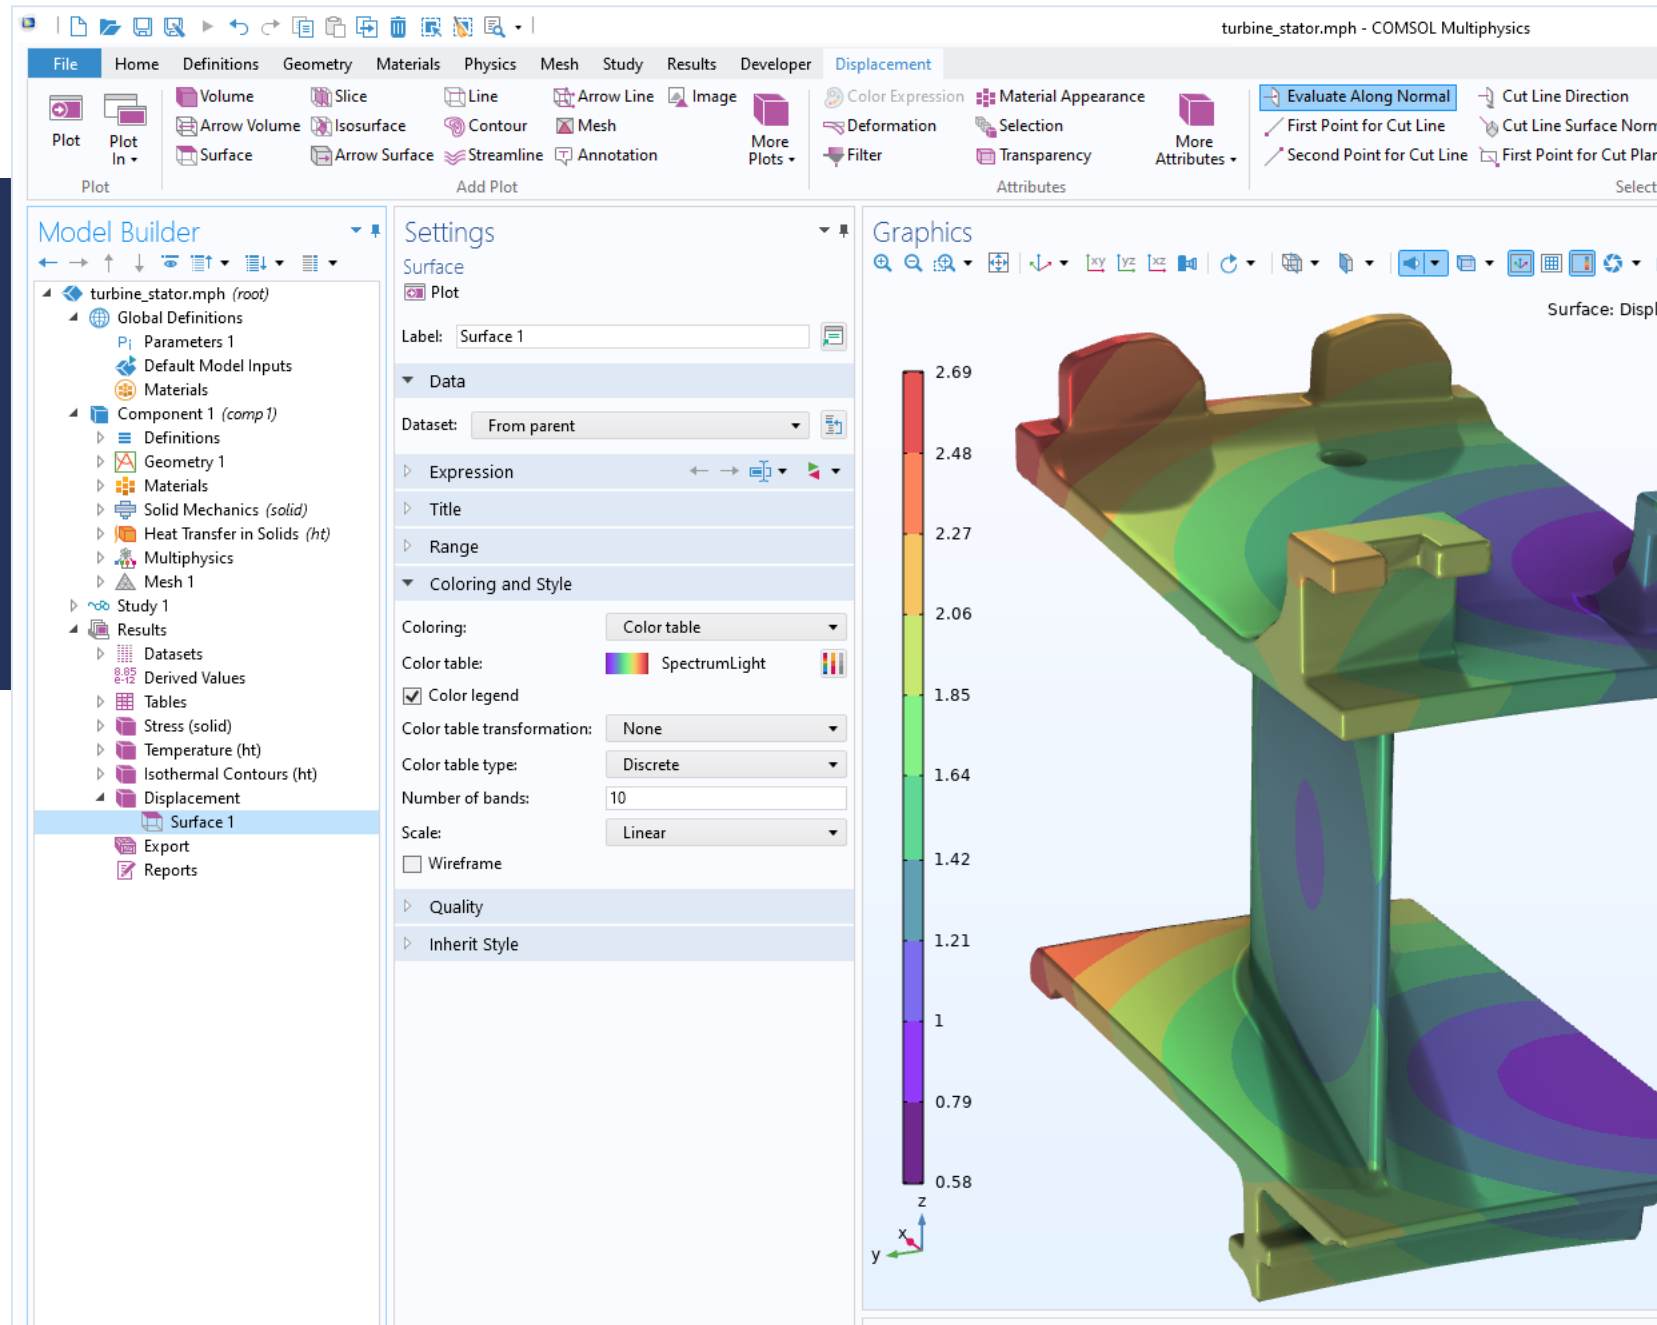 turbine_stator.mph - COMSOL Multiphysics
File Home Definitions Geometry Materials Physics Mesh Study Results Developer Displacement
Volume Slice Line Arrow Line Image Color Expression Material Appearance Evaluate Along Normal Cut Line Direction
Arrow Volume Isosurface Contour Mesh Deformation Selection First Point for Cut Line Cut Line Surface Norm
Surface Arrow Surface Streamline Annotation Filter Transparency Second Point for Cut Line First Point for Cut Plan
Plot
Plot In
More Plots
More Attributes
Plot Add Plot Attributes Select
Model Builder
turbine_stator.mph (root)
Global Definitions
Pi Parameters 1
Default Model Inputs
Materials
Component 1 (comp1)
Definitions
Geometry 1
Materials
Solid Mechanics (solid)
Heat Transfer in Solids (ht)
Multiphysics
Mesh 1
Study 1
Results
Datasets
8.85 e-12 Derived Values
Tables
Stress (solid)
Temperature (ht)
Isothermal Contours (ht)
Displacement
Surface 1
Export
Reports
Settings
Surface
Plot
Label: Surface 1
Data
Dataset: From parent
Expression
Title
Range
Coloring and Style
Coloring: Color table
Color table: SpectrumLight
Color legend
Color table transformation: None
Color table type: Discrete
Number of bands: 10
Scale: Linear
Wireframe
Quality
Inherit Style
Graphics
xy yz xz
Surface: Displ
2.69
2.48
2.27
2.06
1.85
1.64
1.42
1.21
1
0.79
0.58
z
x
y